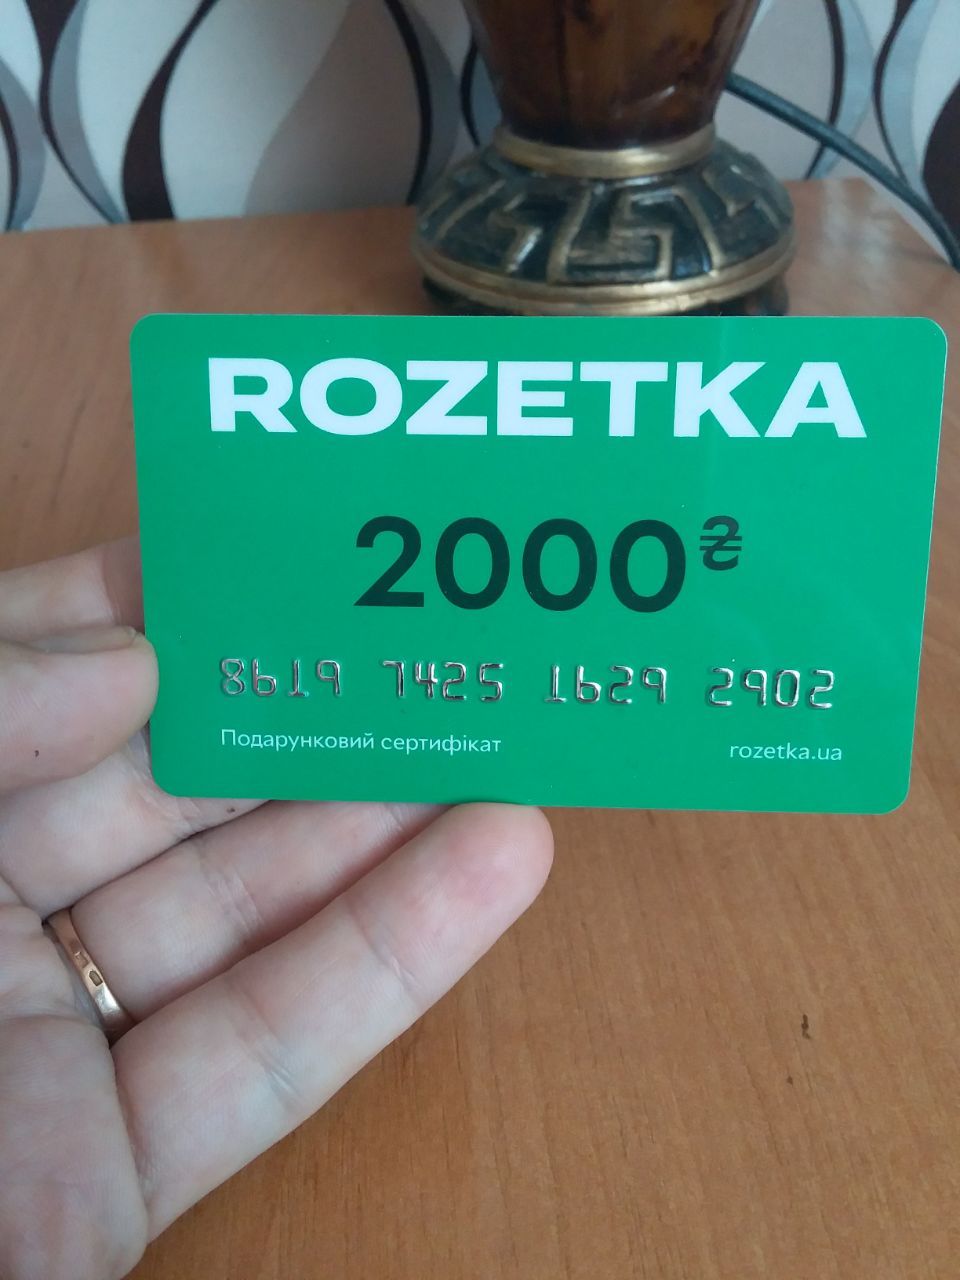 ROZETKA
2000₴
8619 7425 1629 2902
Подарунковий сертифікат
rozetka.ua